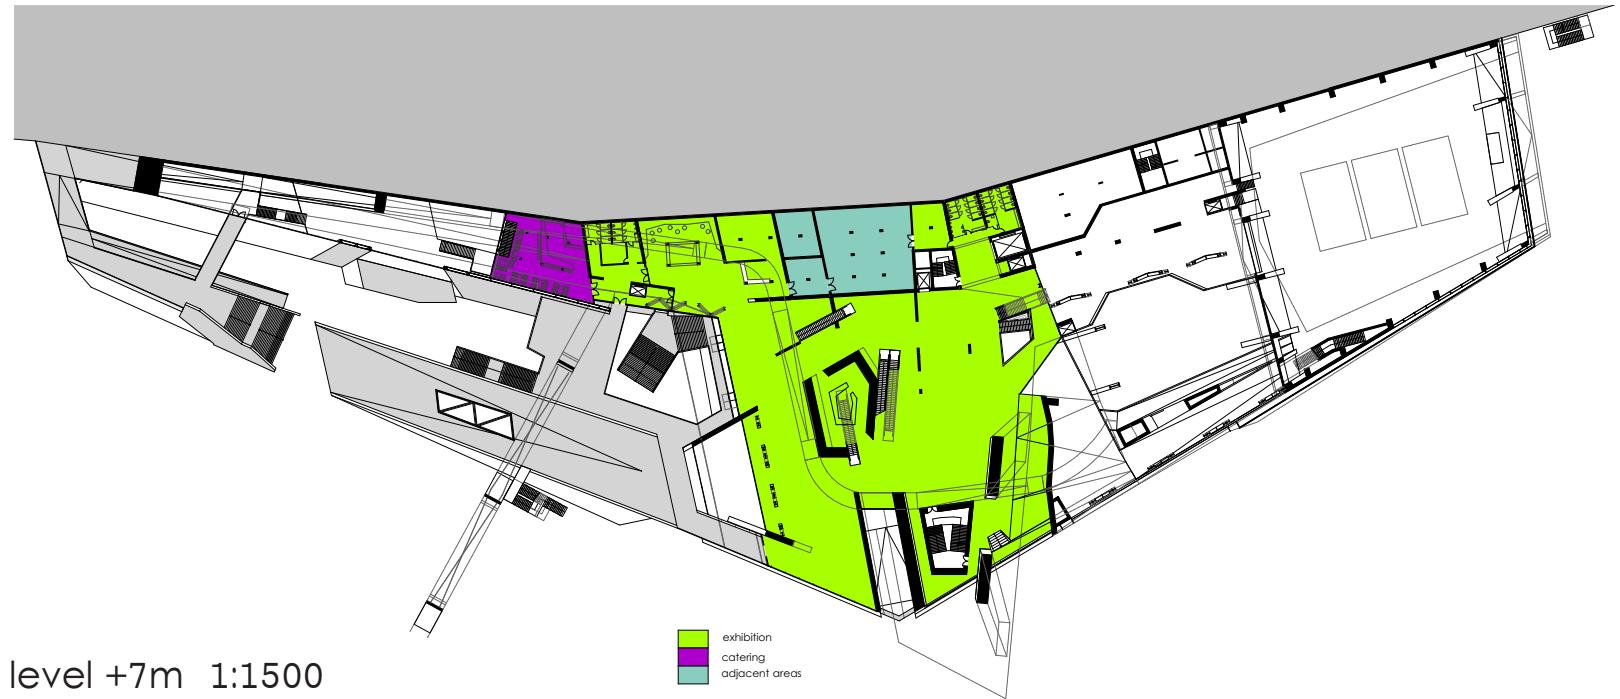 exhibition
catering
adjacent areas
level +7m 1:1500